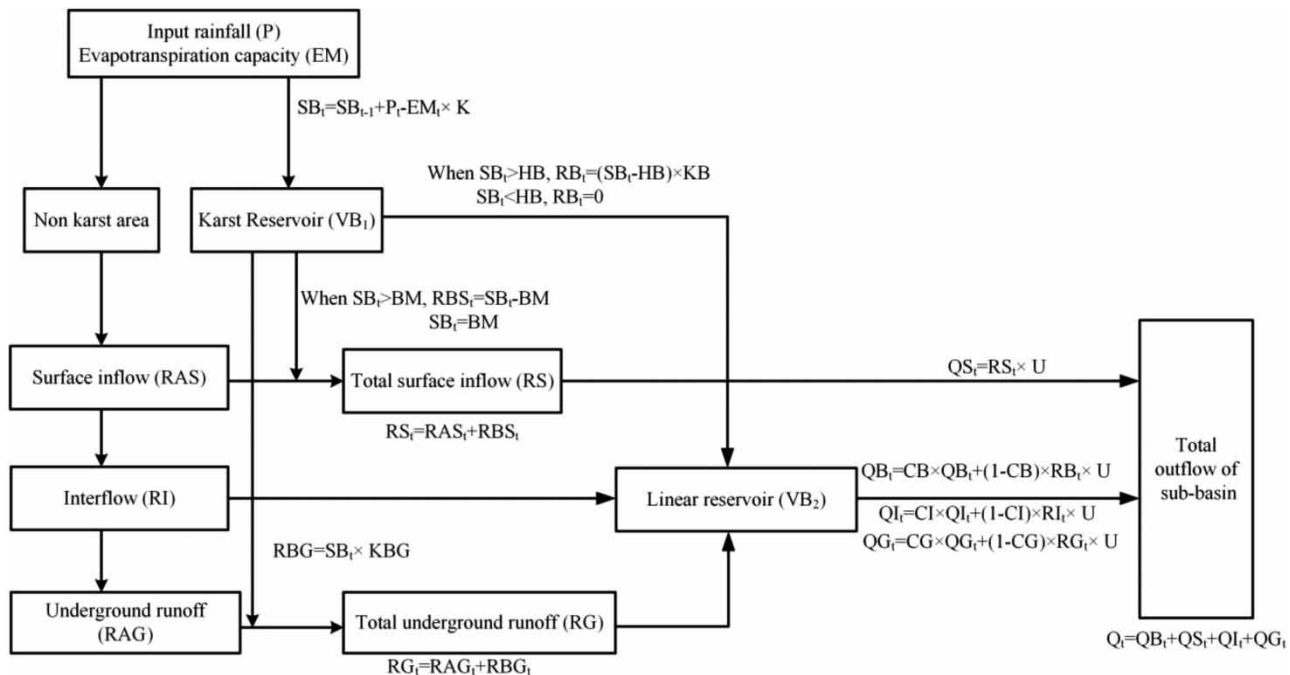 Input rainfall (P)
Evapotranspiration capacity (EM)
SBₜ=SBₜ₋₁+Pₜ-EMₜ× K
When SBₜ>HB, RBₜ=(SBₜ-HB)×KB
SBₜ<HB, RBₜ=0
Non karst area
Karst Reservoir (VB₁)
When SBₜ>BM, RBSₜ=SBₜ-BM
SBₜ=BM
Surface inflow (RAS)
Total surface inflow (RS)
QSₜ=RSₜ× U
RSₜ=RASₜ+RBSₜ
Total
outflow of
sub-basin
Interflow (RI)
Linear reservoir (VB₂)
QBₜ=CB×QBₜ+(1-CB)×RBₜ× U
QIₜ=CI×QIₜ+(1-CI)×RIₜ× U
QGₜ=CG×QGₜ+(1-CG)×RGₜ× U
RBG=SBₜ× KBG
Underground runoff
(RAG)
Total underground runoff (RG)
RGₜ=RAGₜ+RBGₜ
Qₜ=QBₜ+QSₜ+QIₜ+QGₜ